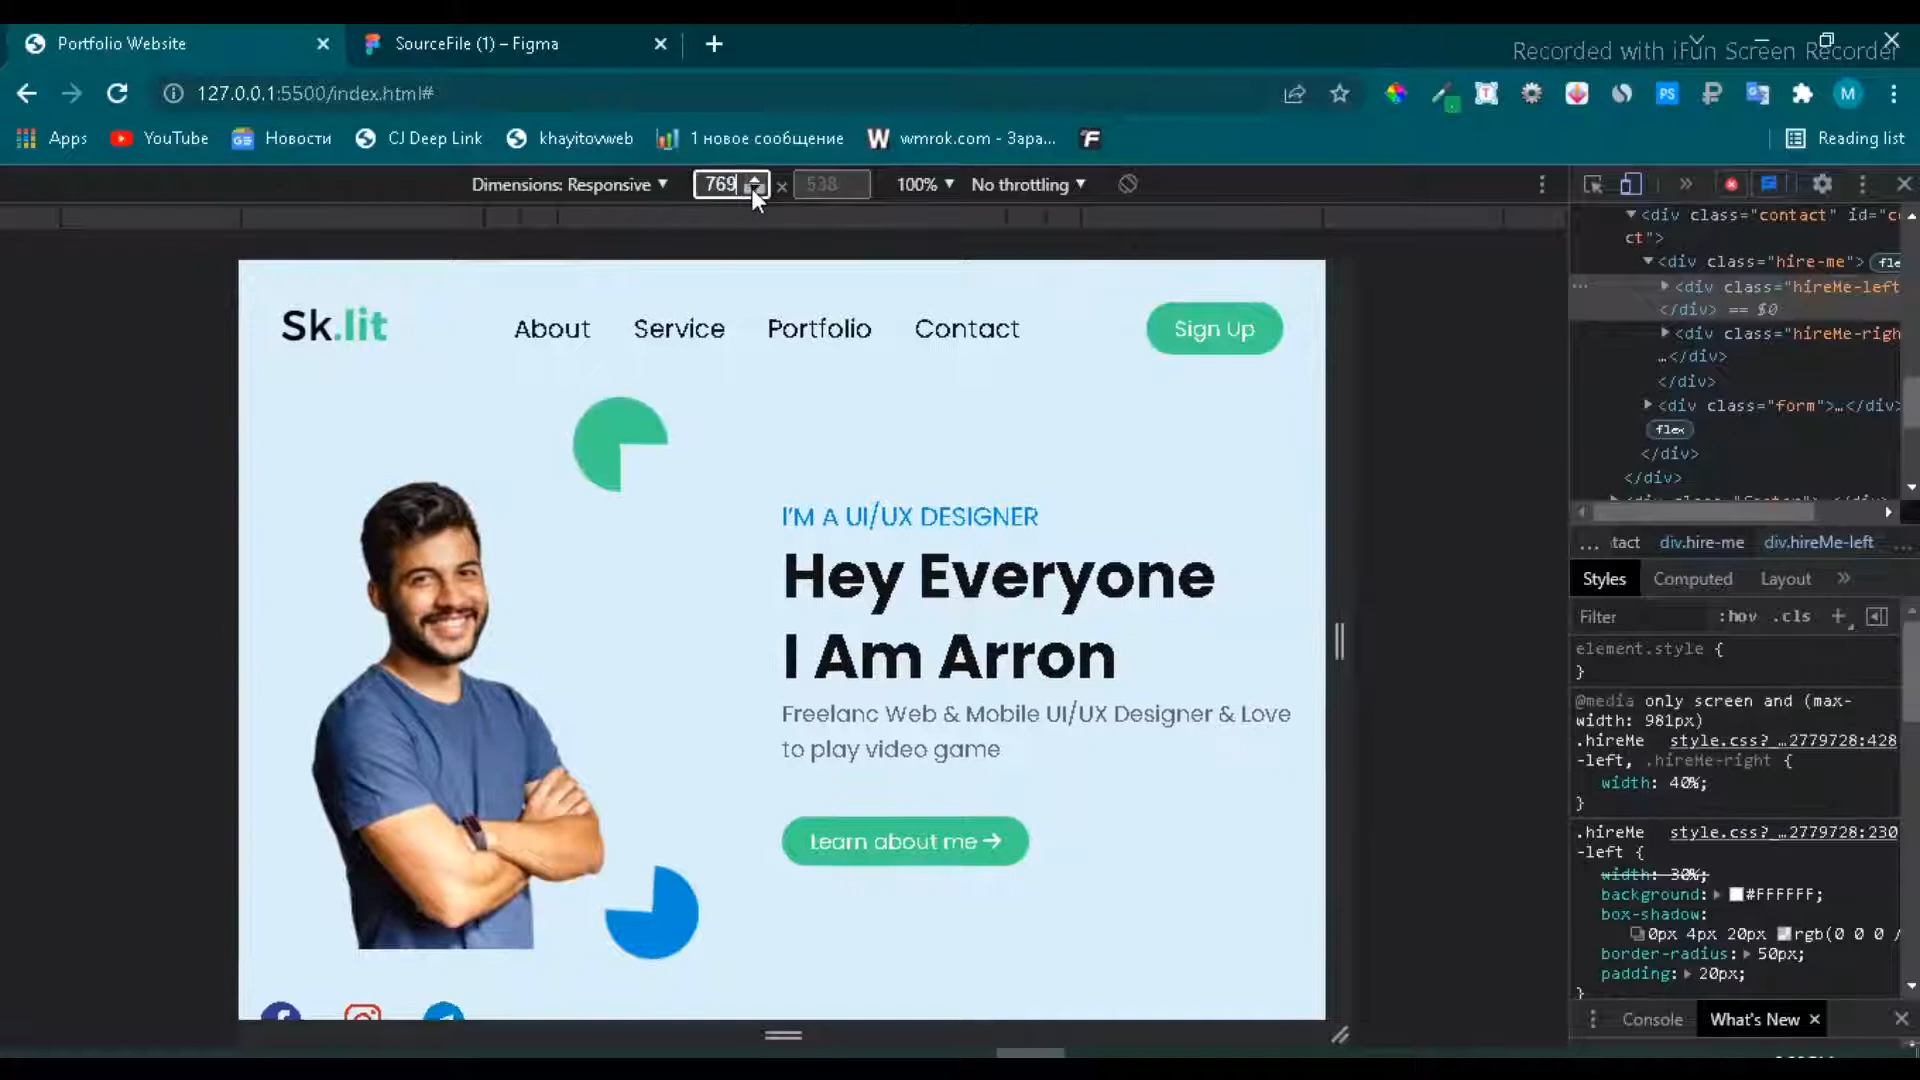 Portfolio Website
SourceFile (1) – Figma
Recorded with iFun Screen Recorder
127.0.0.1:5500/index.html#
PS
M
Apps
YouTube
Новости
CJ Deep Link
khayitovweb
1 новое сообщение
wmrok.com - Зара...
Reading list
Dimensions: Responsive
769
×
538
100%
No throttling
Sk.lit
About
Service
Portfolio
Contact
Sign Up
I'M A UI/UX DESIGNER
Hey Everyone
I Am Arron
Freelanc Web & Mobile UI/UX Designer & Love
to play video game
Learn about me →
<div class="contact" id="c
ct">
<div class="hire-me">
<div class="hireMe-left
</div> == $0
<div class="hireMe-righ
…</div>
</div>
<div class="form">…</div>
flex
</div>
</div>
... tact div.hire-me div.hireMe-left
Styles
Computed
Layout
Filter
:hov .cls
element.style {
}
@media only screen and (max-
width: 981px)
.hireMe style.css?_…2779728:428
-left, .hireMe-right {
width: 40%;
}
.hireMe style.css?_…2779728:230
-left {
width: 30%;
background: #FFFFFF;
box-shadow:
0px 4px 20px rgb(0 0 0 /
border-radius: 50px;
padding: 20px;
}
Console
What's New